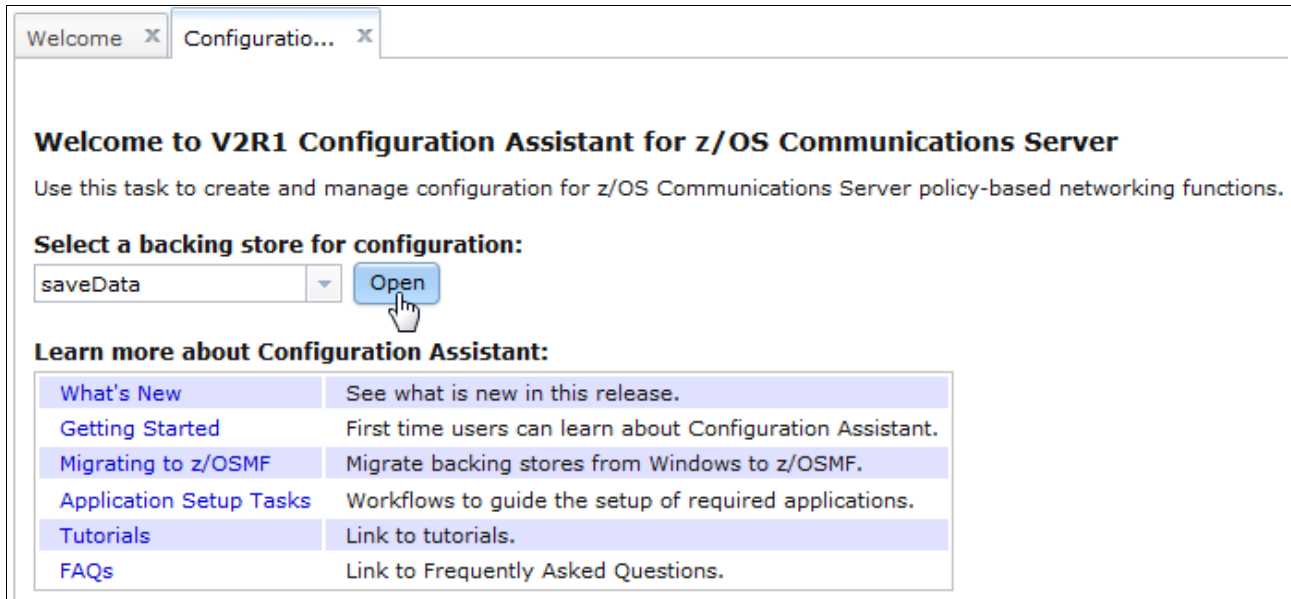 Welcome x Configuratio... x
Welcome to V2R1 Configuration Assistant for z/OS Communications Server
Use this task to create and manage configuration for z/OS Communications Server policy-based networking functions.
Select a backing store for configuration:
saveData Open
Learn more about Configuration Assistant:
What's New See what is new in this release.
Getting Started First time users can learn about Configuration Assistant.
Migrating to z/OSMF Migrate backing stores from Windows to z/OSMF.
Application Setup Tasks Workflows to guide the setup of required applications.
Tutorials Link to tutorials.
FAQs Link to Frequently Asked Questions.